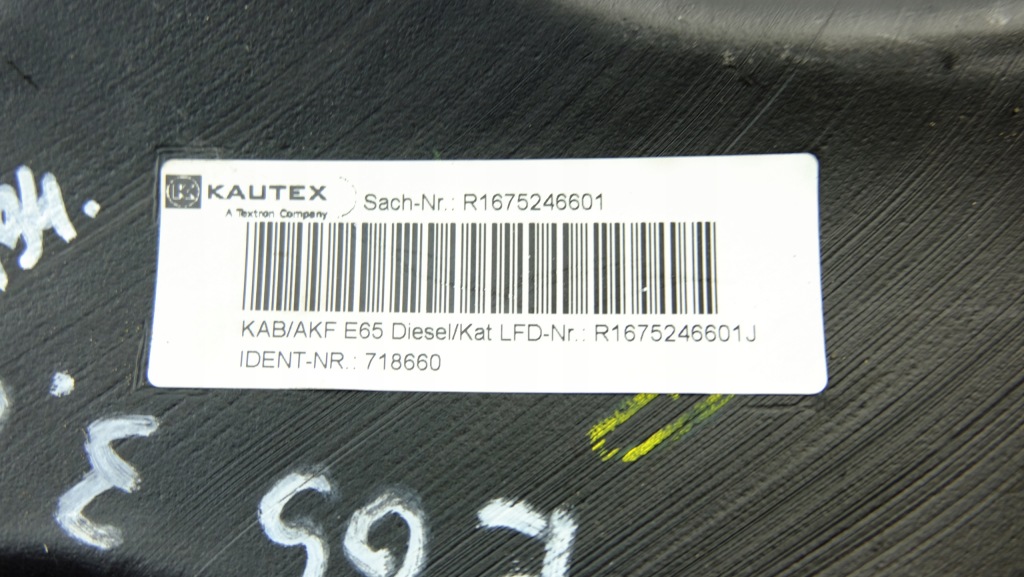 KAUTEX
A Textron Company
Sach-Nr.: R1675246601
KAB/AKF E65 Diesel/Kat LFD-Nr.: R1675246601J
IDENT-NR.: 718660